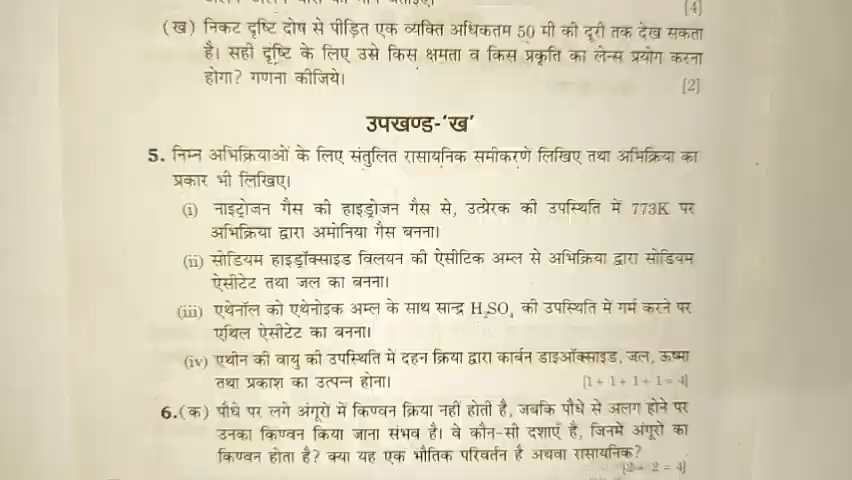 [4]
(ख) निकट दृष्टि दोष से पीड़ित एक व्यक्ति अधिकतम 50 मी की दूरी तक देख सकता
है। सही दृष्टि के लिए उसे किस क्षमता व किस प्रकृति का लेन्स प्रयोग करना
होगा? गणना कीजिये। [2]
उपखण्ड-‘ख’
5. निम्न अभिक्रियाओं के लिए संतुलित रासायनिक समीकरणें लिखिए तथा अभिक्रिया का
प्रकार भी लिखिए।
(i) नाइट्रोजन गैस की हाइड्रोजन गैस से, उत्प्रेरक की उपस्थिति में 773K पर
अभिक्रिया द्वारा अमोनिया गैस बनना।
(ii) सोडियम हाइड्रॉक्साइड विलयन की ऐसीटिक अम्ल से अभिक्रिया द्वारा सोडियम
ऐसीटेट तथा जल का बनना।
(iii) एथेनॉल को एथेनोइक अम्ल के साथ सान्द्र H₂SO₄ की उपस्थिति में गर्म करने पर
एथिल ऐसीटेट का बनना।
(iv) एथीन की वायु की उपस्थिति में दहन क्रिया द्वारा कार्बन डाइऑक्साइड, जल, ऊष्मा
तथा प्रकाश का उत्पन्न होना। [1 + 1 + 1 + 1 = 4]
6.(क) पौधे पर लगे अंगूरों में किण्वन क्रिया नहीं होती है, जबकि पौधे से अलग होने पर
उनका किण्वन किया जाना संभव है। वे कौन-सी दशाएँ है, जिनमें अंगूरों का
किण्वन होता है? क्या यह एक भौतिक परिवर्तन है अथवा रासायनिक?
[2 + 2 = 4]